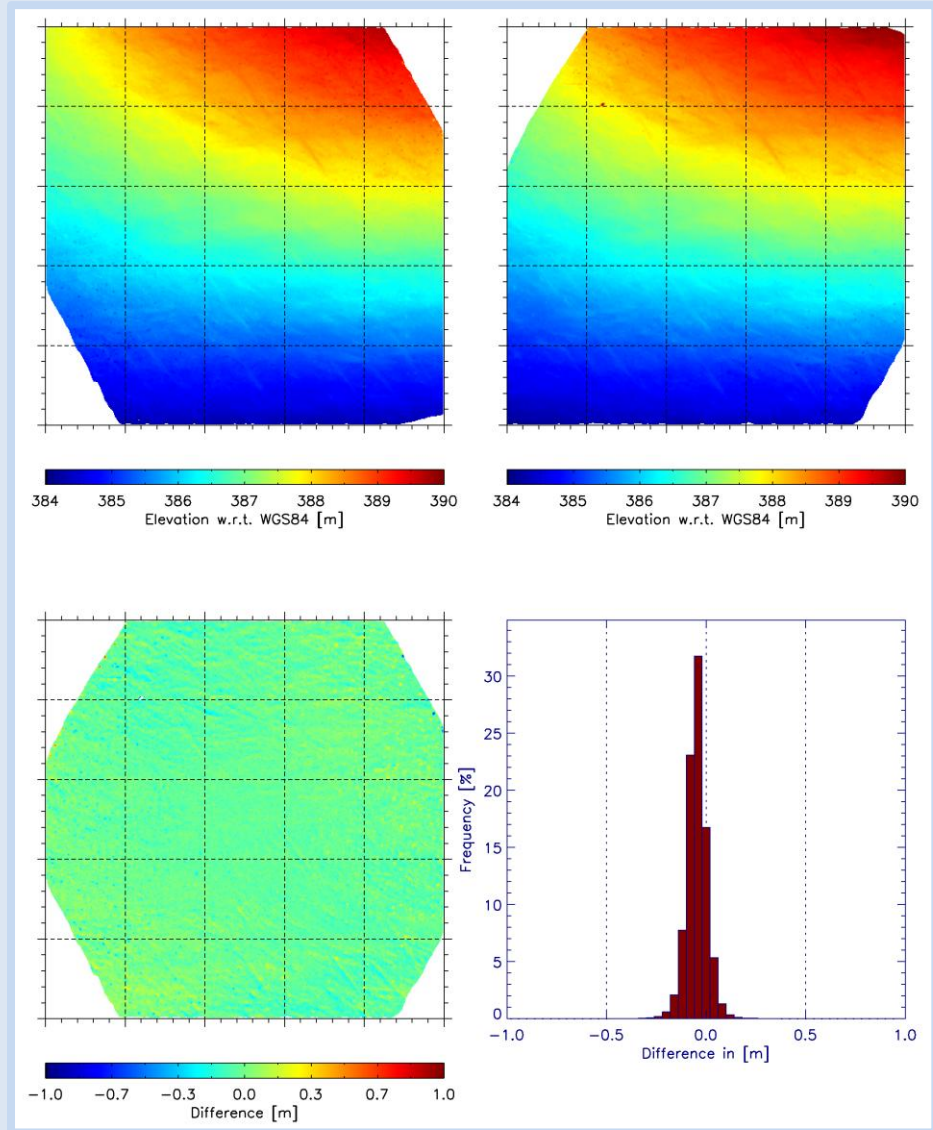 384 385 386 387 388 389 390
Elevation w.r.t. WGS84 [m]
384 385 386 387 388 389 390
Elevation w.r.t. WGS84 [m]
-1.0 -0.7 -0.3 0.0 0.3 0.7 1.0
Difference [m]
Frequency [%]
30
25
20
15
10
5
0
-1.0 -0.5 0.0 0.5 1.0
Difference in [m]